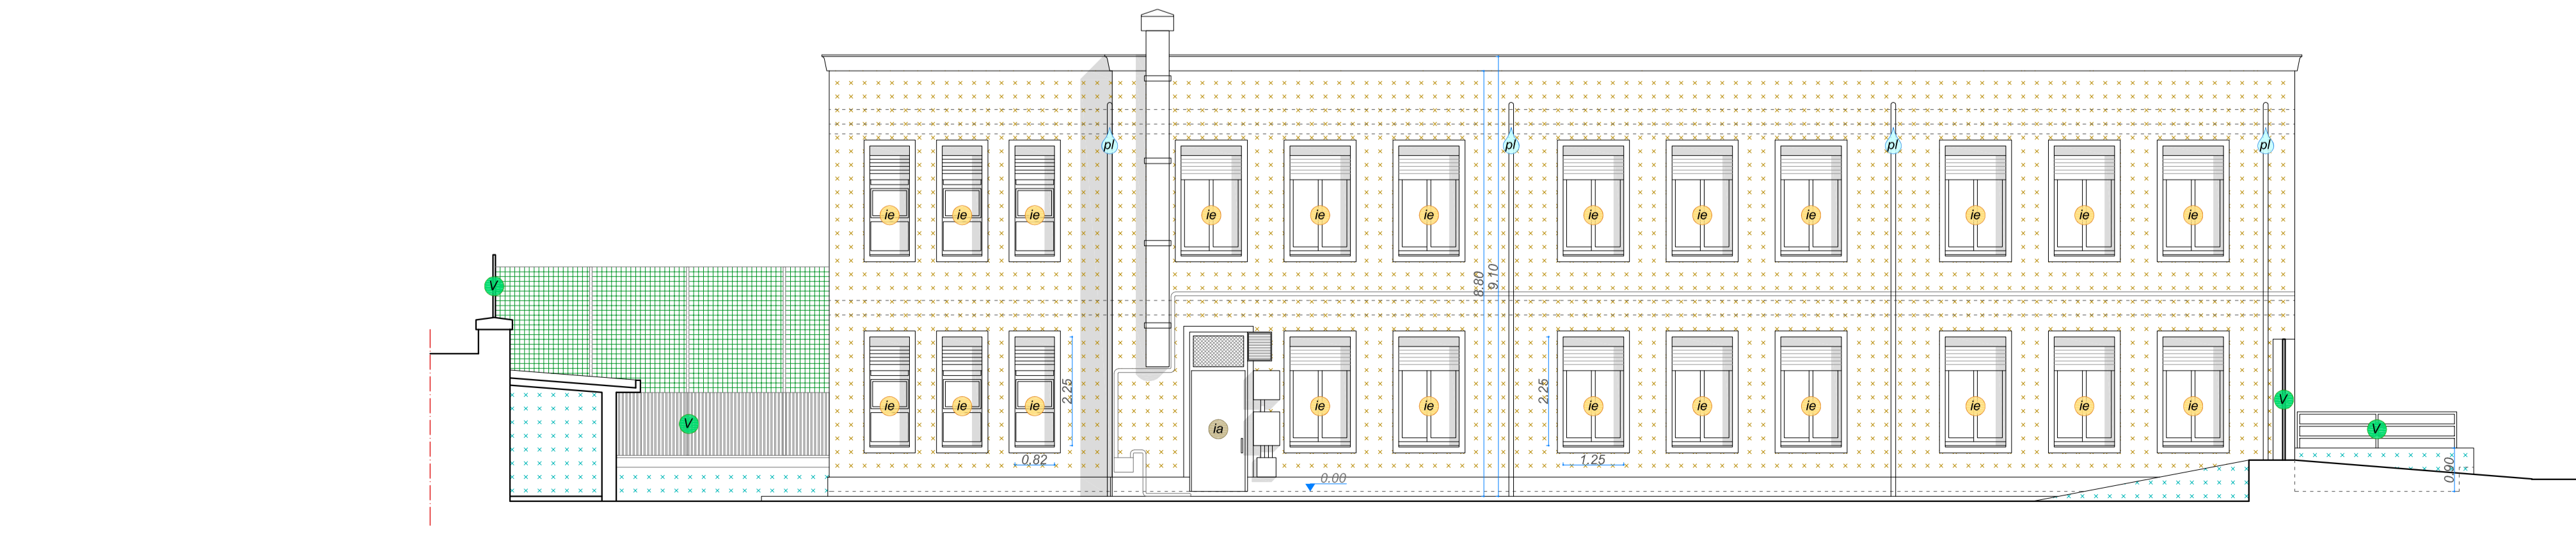 pl pl pl pl
ie ie ie ie ie ie ie ie ie ie ie ie
8.80
9.10
V
2.25
2.25
ie ie ie ie ie ie ie ie ie ie ie
V
V
V
ia
0.82
1.25
0.00
0.90